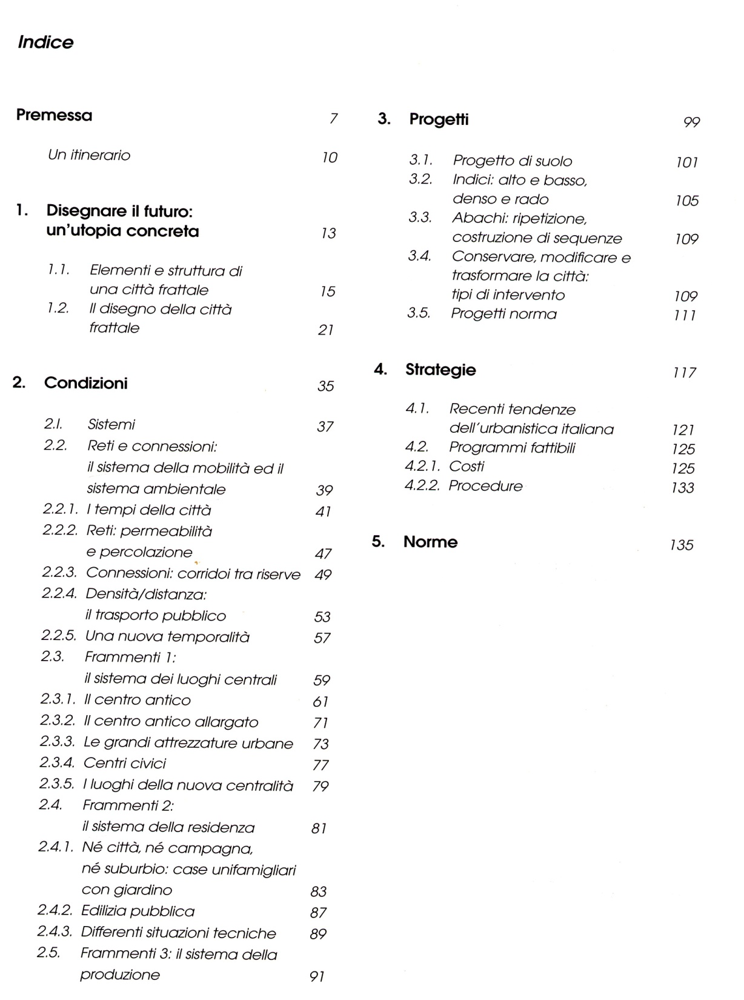 Indice
Premessa 7
Un itinerario 10
1. Disegnare il futuro:
un'utopia concreta 13
1.1. Elementi e struttura di
una città frattale 15
1.2. Il disegno della città
frattale 21
2. Condizioni 35
2.I. Sistemi 37
2.2. Reti e connessioni:
il sistema della mobilità ed il
sistema ambientale 39
2.2.1. I tempi della città 41
2.2.2. Reti: permeabilità
e percolazione 47
2.2.3. Connessioni: corridoi tra riserve 49
2.2.4. Densità/distanza:
il trasporto pubblico 53
2.2.5. Una nuova temporalità 57
2.3. Frammenti 1:
il sistema dei luoghi centrali 59
2.3.1. Il centro antico 61
2.3.2. Il centro antico allargato 71
2.3.3. Le grandi attrezzature urbane 73
2.3.4. Centri civici 77
2.3.5. I luoghi della nuova centralità 79
2.4. Frammenti 2:
il sistema della residenza 81
2.4.1. Né città, né campagna,
né suburbio: case unifamigliari
con giardino 83
2.4.2. Edilizia pubblica 87
2.4.3. Differenti situazioni tecniche 89
2.5. Frammenti 3: il sistema della
produzione 91
3. Progetti 99
3.1. Progetto di suolo 101
3.2. Indici: alto e basso,
denso e rado 105
3.3. Abachi: ripetizione,
costruzione di sequenze 109
3.4. Conservare, modificare e
trasformare la città:
tipi di intervento 109
3.5. Progetti norma 111
4. Strategie 117
4.1. Recenti tendenze
dell'urbanistica italiana 121
4.2. Programmi fattibili 125
4.2.1. Costi 125
4.2.2. Procedure 133
5. Norme 135